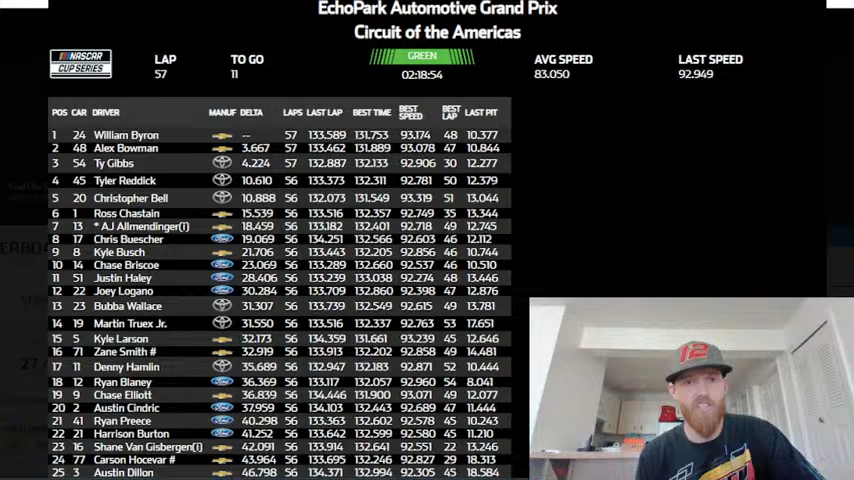 EchoPark Automotive Grand Prix
Circuit of the Americas
NASCAR CUP SERIES
LAP TO GO GREEN AVG SPEED LAST SPEED
57 11 02:18:54 83.050 92.949
POS CAR DRIVER MANUF DELTA LAPS LAST LAP BEST TIME BEST SPEED BEST LAP LAST PIT
1 24 William Byron -- 57 133.589 131.753 93.174 48 10.377
2 48 Alex Bowman 3.667 57 133.462 131.889 93.078 47 10.844
3 54 Ty Gibbs 4.224 57 132.887 132.133 92.906 30 12.277
4 45 Tyler Reddick 10.610 56 133.373 132.311 92.781 50 12.379
5 20 Christopher Bell 10.888 56 132.073 131.549 93.319 51 13.044
6 1 Ross Chastain 15.539 56 133.516 132.357 92.749 35 13.344
7 13 * AJ Allmendinger(i) 18.459 56 133.182 132.401 92.718 49 12.745
8 17 Chris Buescher 19.069 56 134.251 132.566 92.603 46 12.112
9 8 Kyle Busch 21.706 56 133.443 132.205 92.856 46 10.744
10 14 Chase Briscoe 23.069 56 133.289 132.660 92.537 46 10.510
11 51 Justin Haley 28.406 56 133.239 133.038 92.274 48 13.446
12 22 Joey Logano 30.284 56 133.709 132.860 92.398 47 12.876
13 23 Bubba Wallace 31.307 56 133.739 132.549 92.615 49 13.781
14 19 Martin Truex Jr. 31.550 56 133.516 132.337 92.763 53 17.651
15 5 Kyle Larson 32.173 56 134.359 131.661 93.239 45 12.646
16 71 Zane Smith # 32.919 56 133.913 132.202 92.858 49 14.481
17 11 Denny Hamlin 35.689 56 132.947 132.183 92.871 52 10.444
18 12 Ryan Blaney 36.369 56 133.117 132.057 92.960 54 8.041
19 9 Chase Elliott 36.839 56 134.446 131.900 93.071 49 12.077
20 2 Austin Cindric 37.959 56 134.103 132.443 92.689 47 11.444
21 41 Ryan Preece 40.298 56 133.363 132.602 92.578 45 10.243
22 21 Harrison Burton 41.252 56 133.642 132.599 92.580 45 11.210
23 16 Shane Van Gisbergen(i) 42.091 56 133.914 132.641 92.551 22 13.246
24 77 Carson Hocevar # 43.964 56 133.695 132.246 92.827 29 18.313
25 3 Austin Dillon 46.798 56 134.371 132.994 92.305 45 18.584
12